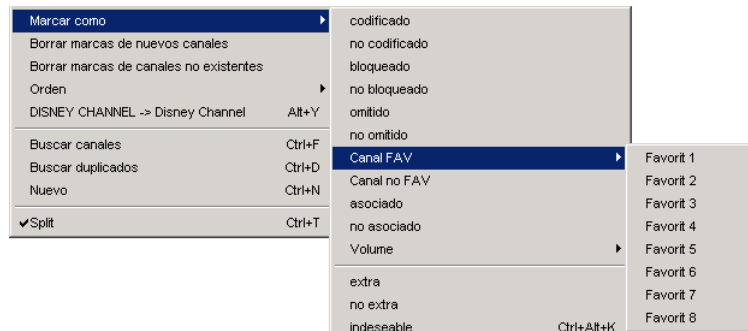 Marcar como
Borrar marcas de nuevos canales
Borrar marcas de canales no existentes
Orden
DISNEY CHANNEL -> Disney Channel Alt+Y
Buscar canales Ctrl+F
Buscar duplicados Ctrl+D
Nuevo Ctrl+N
Split Ctrl+T
codificado
no codificado
bloqueado
no bloqueado
omitido
no omitido
Canal FAV
Canal no FAV
asociado
no asociado
Volume
extra
no extra
indeseable Ctrl+Alt+K
Favorit 1
Favorit 2
Favorit 3
Favorit 4
Favorit 5
Favorit 6
Favorit 7
Favorit 8